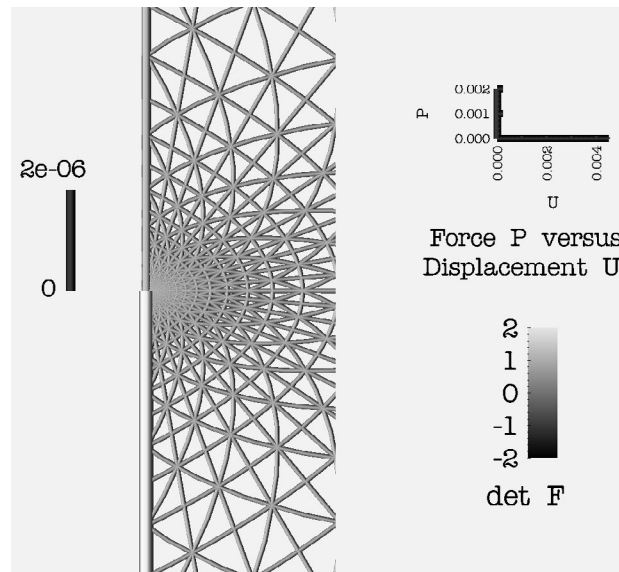 2e-06
0
P
0.002
0.001
0.000
0.000
0.002
0.004
U
Force P versus
Displacement U
2
1
0
-1
-2
det F